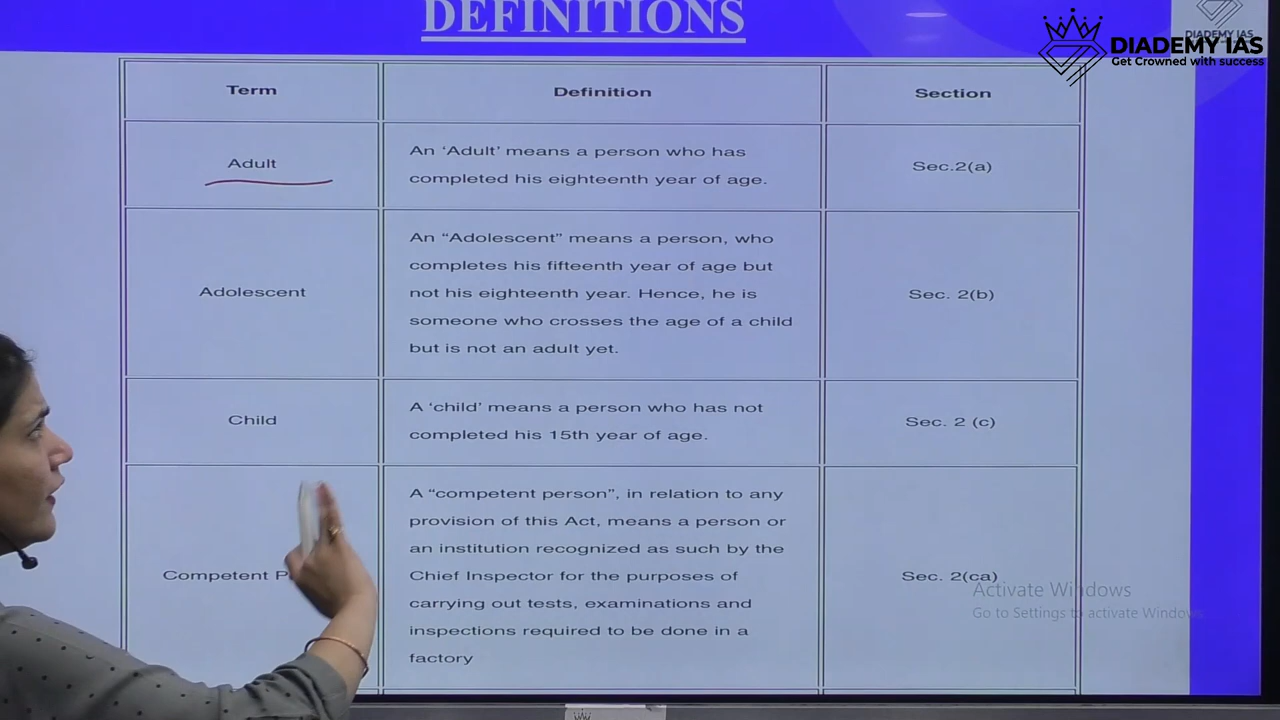 DEFINITIONS
DIADEMY IAS
DIADEMY IAS
Get Crowned with success
Term
Definition
Section
Adult
An ‘Adult’ means a person who has
completed his eighteenth year of age.
Sec.2(a)
Adolescent
An “Adolescent” means a person, who
completes his fifteenth year of age but
not his eighteenth year. Hence, he is
someone who crosses the age of a child
but is not an adult yet.
Sec. 2(b)
Child
A ‘child’ means a person who has not
completed his 15th year of age.
Sec. 2 (c)
Competent
A “competent person”, in relation to any
provision of this Act, means a person or
an institution recognized as such by the
Chief Inspector for the purposes of
carrying out tests, examinations and
inspections required to be done in a
factory
Sec. 2(ca)
Activate Windows
Go to Settings to activate Windows.